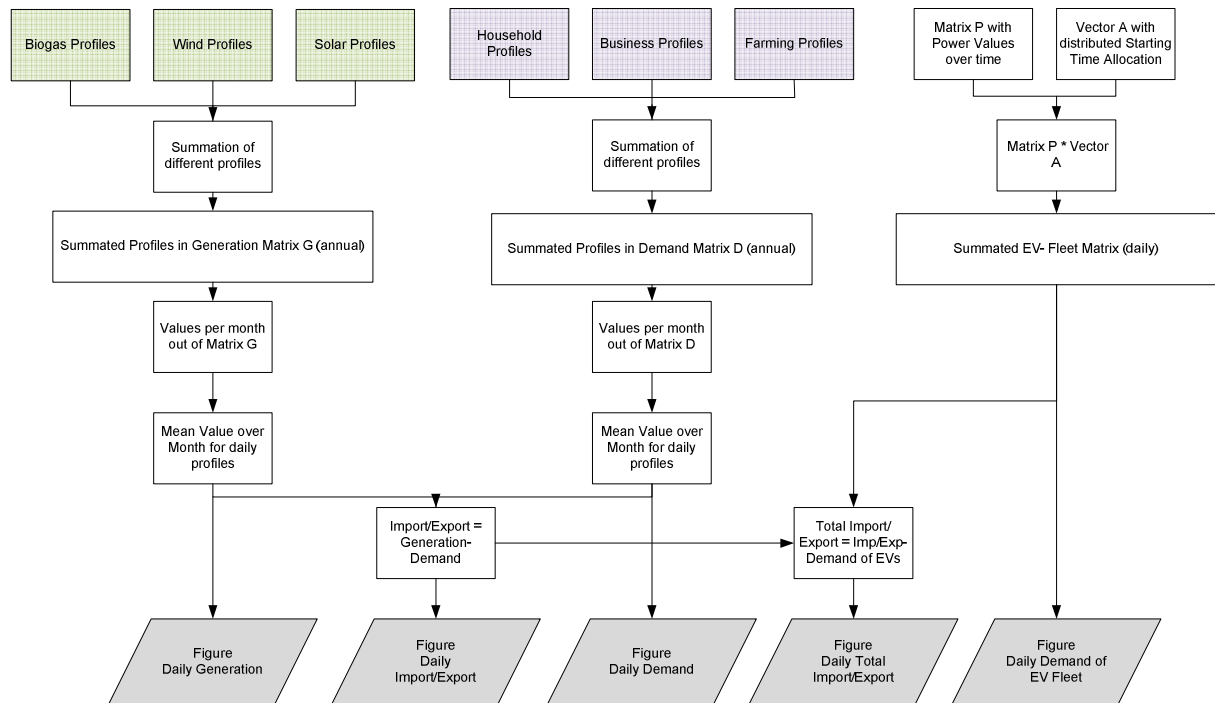 Biogas Profiles
Wind Profiles
Solar Profiles
Household
Profiles
Business Profiles
Farming Profiles
Matrix P with
Power Values
over time
Vector A with
distributed Starting
Time Allocation
Summation of
different profiles
Summation of
different profiles
Matrix P * Vector
A
Summated Profiles in Generation Matrix G (annual)
Summated Profiles in Demand Matrix D (annual)
Summated EV- Fleet Matrix (daily)
Values per month
out of Matrix G
Values per month
out of Matrix D
Mean Value over
Month for daily
profiles
Mean Value over
Month for daily
profiles
Import/Export =
Generation-
Demand
Total Import/
Export = Imp/Exp-
Demand of EVs
Figure
Daily Generation
Figure
Daily
Import/Export
Figure
Daily Demand
Figure
Daily Total
Import/Export
Figure
Daily Demand of
EV Fleet